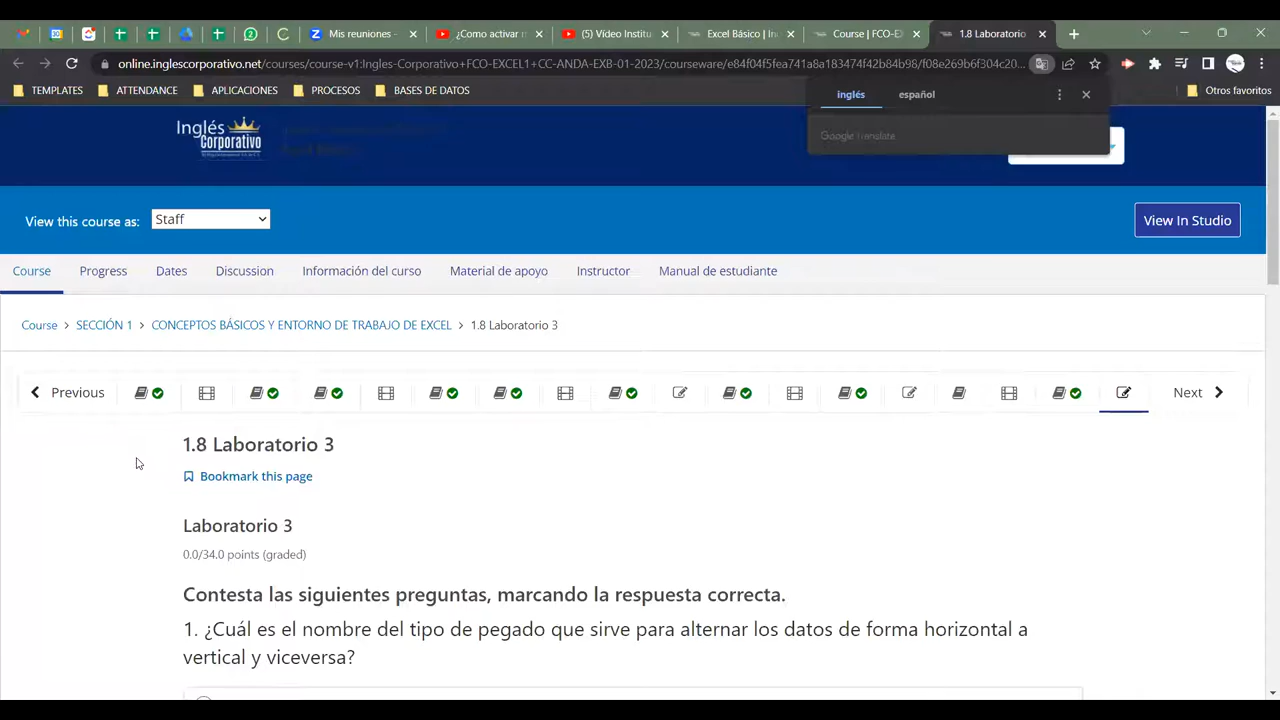 Mis reuniones -
¿Como activar m
(5) Video Institu
Excel Básico | In
Course | FCO-EX
1.8 Laboratorio
online.inglescorporativo.net/courses/course-v1:Ingles-Corporativo+FCO-EXCEL1+CC-ANDA-EXB-01-2023/courseware/e84f04f5fea741a8a183474f42b84b98/f08e269b6f304c20...
TEMPLATES
ATTENDANCE
APLICACIONES
PROCESOS
BASES DE DATOS
Otros favoritos
inglés
español
Google Translate
Inglés
Corporativo
View this course as:
Staff
View In Studio
Course
Progress
Dates
Discussion
Información del curso
Material de apoyo
Instructor
Manual de estudiante
Course > SECCIÓN 1 > CONCEPTOS BÁSICOS Y ENTORNO DE TRABAJO DE EXCEL > 1.8 Laboratorio 3
Previous
Next
1.8 Laboratorio 3
Bookmark this page
Laboratorio 3
0.0/34.0 points (graded)
Contesta las siguientes preguntas, marcando la respuesta correcta.
1. ¿Cuál es el nombre del tipo de pegado que sirve para alternar los datos de forma horizontal a
vertical y viceversa?